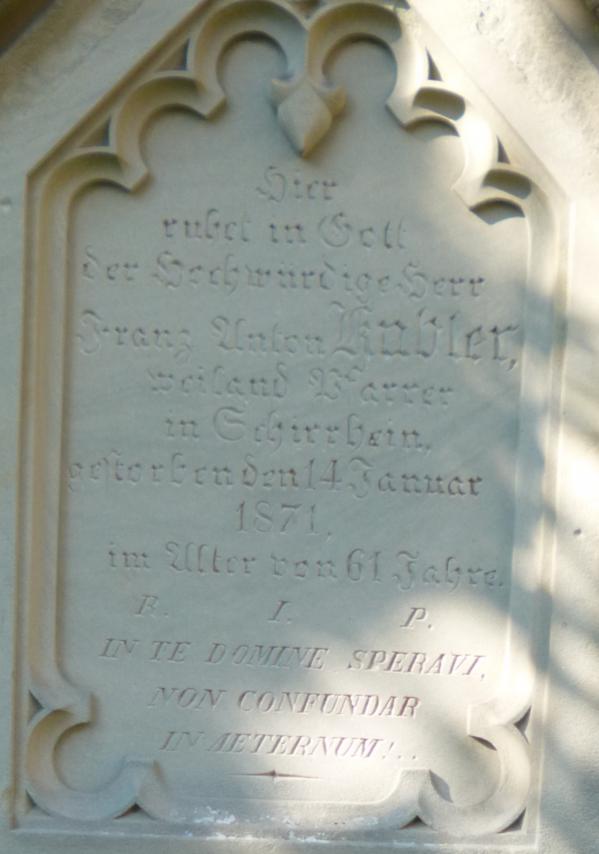 Hier
ruhet in Gott
der Hochwürdige Herr
Franz Anton Kubler,
weiland Pfarrer
in Schirrhein,
gestorben den 14 Januar
1871,
im Alter von 61 Jahre.
R. I. P.
IN TE DOMINE SPERAVI,
NON CONFUNDAR
IN ÆTERNUM!..